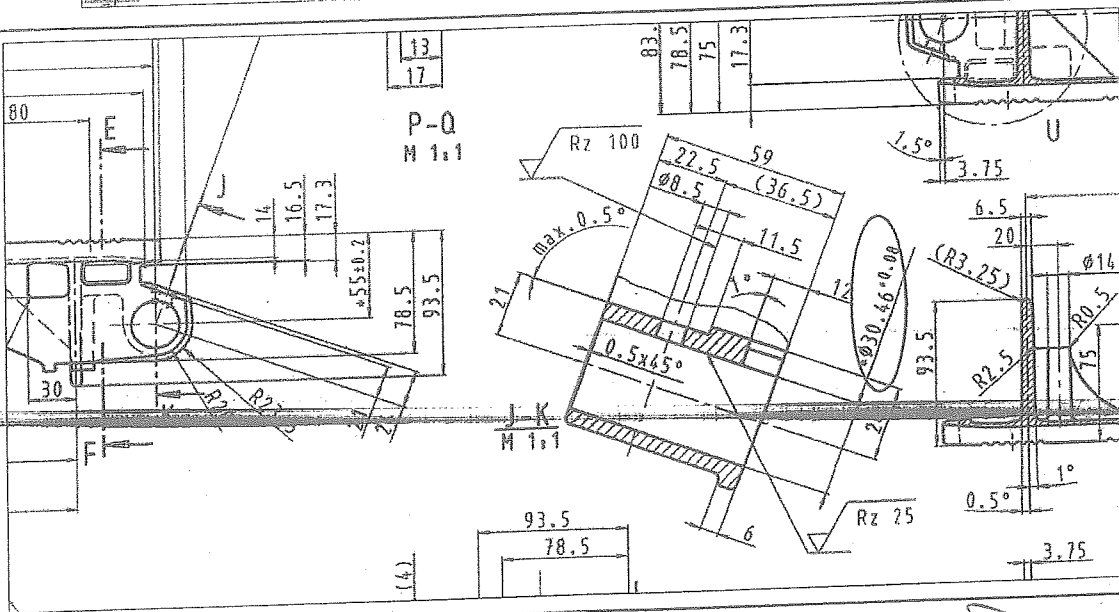 13
17
P-Q
M 1:1
83.
78.5
75
17.3
U
7.5°
3.75
80
E
J
14
16.5
17.3
*55±0.2
78.5
93.5
30
F
Rz 100
59
22.5
(36.5)
ø8.5
11.5
max.0.5°
1°
12
21
0.5x45°
*ø30.46+0.08
J-K
M 1:1
6
Rz 25
6.5
20
(R3.25)
ø14
R0.5
93.5
R2.5
75
1°
0.5°
3.75
93.5
78.5
(4)